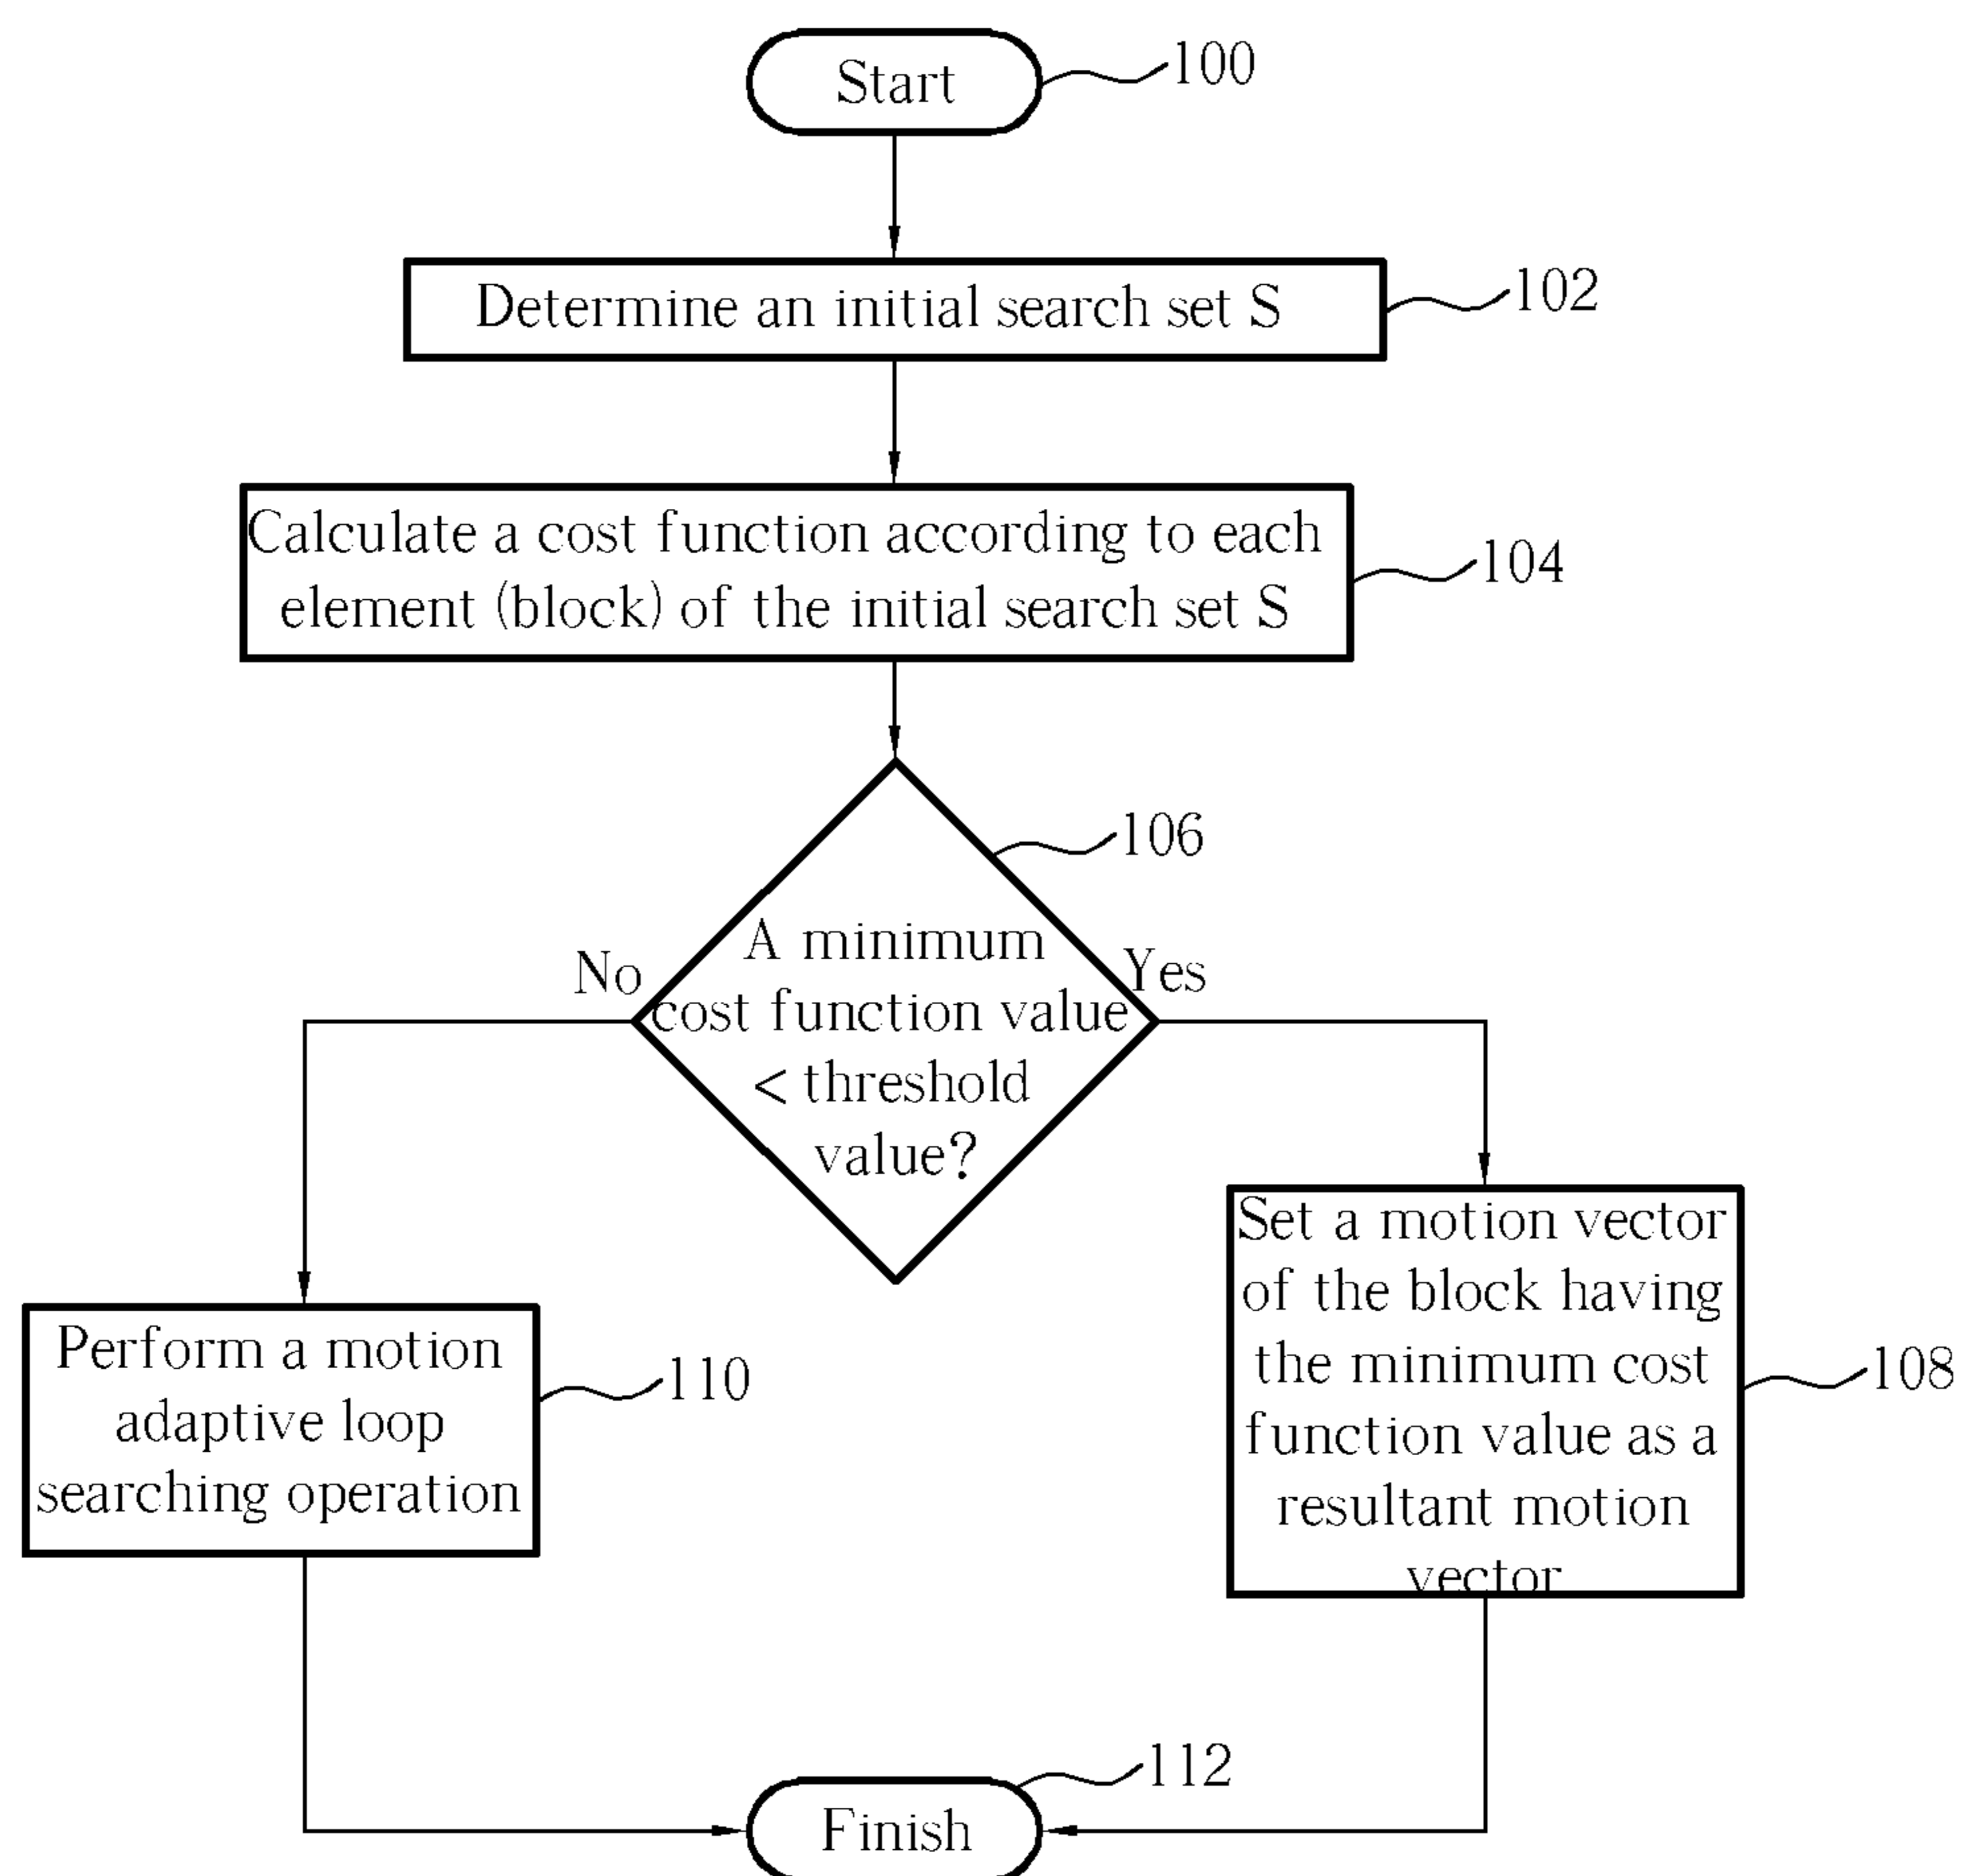 Start
100
Determine an initial search set S
102
Calculate a cost function according to each
element (block) of the initial search set S
104
106
A minimum
cost function value
< threshold
value?
No
Yes
Set a motion vector
of the block having
the minimum cost
function value as a
resultant motion
vector
108
Perform a motion
adaptive loop
searching operation
110
112
Finish